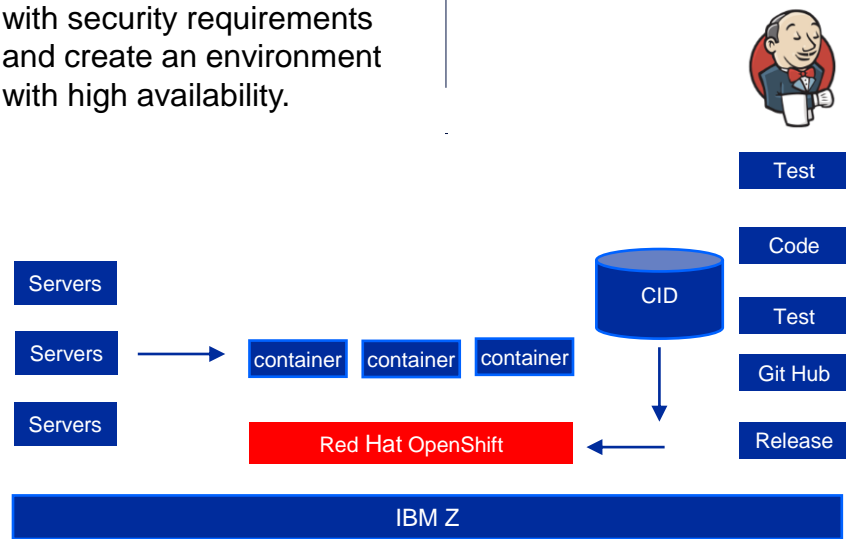 with security requirements
and create an environment
with high availability.
Test
Code
CID
Servers
Test
Servers
container
container
container
Git Hub
Servers
Red Hat OpenShift
Release
IBM Z